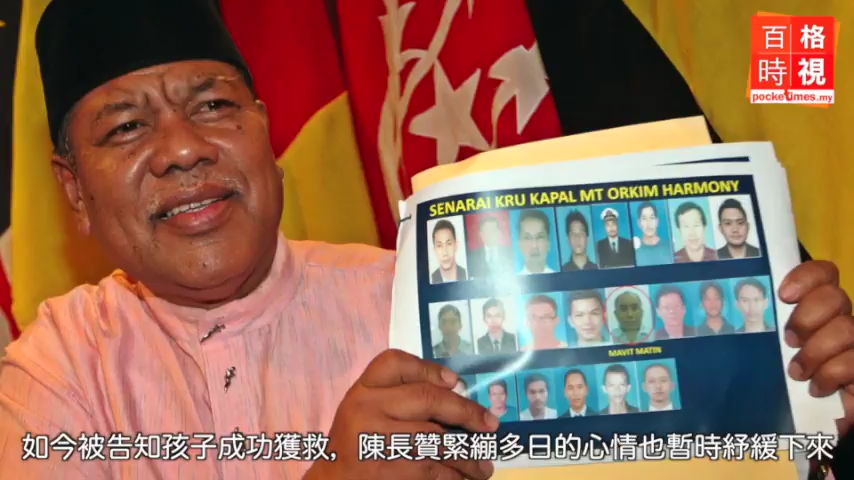 百格
時視
pocketimes.my
SENARAI KRU KAPAL MT ORKIM HARMONY
MAVIT MATIN
如今被告知孩子成功獲救，陳長贊緊繃多日的心情也暫時紓緩下來